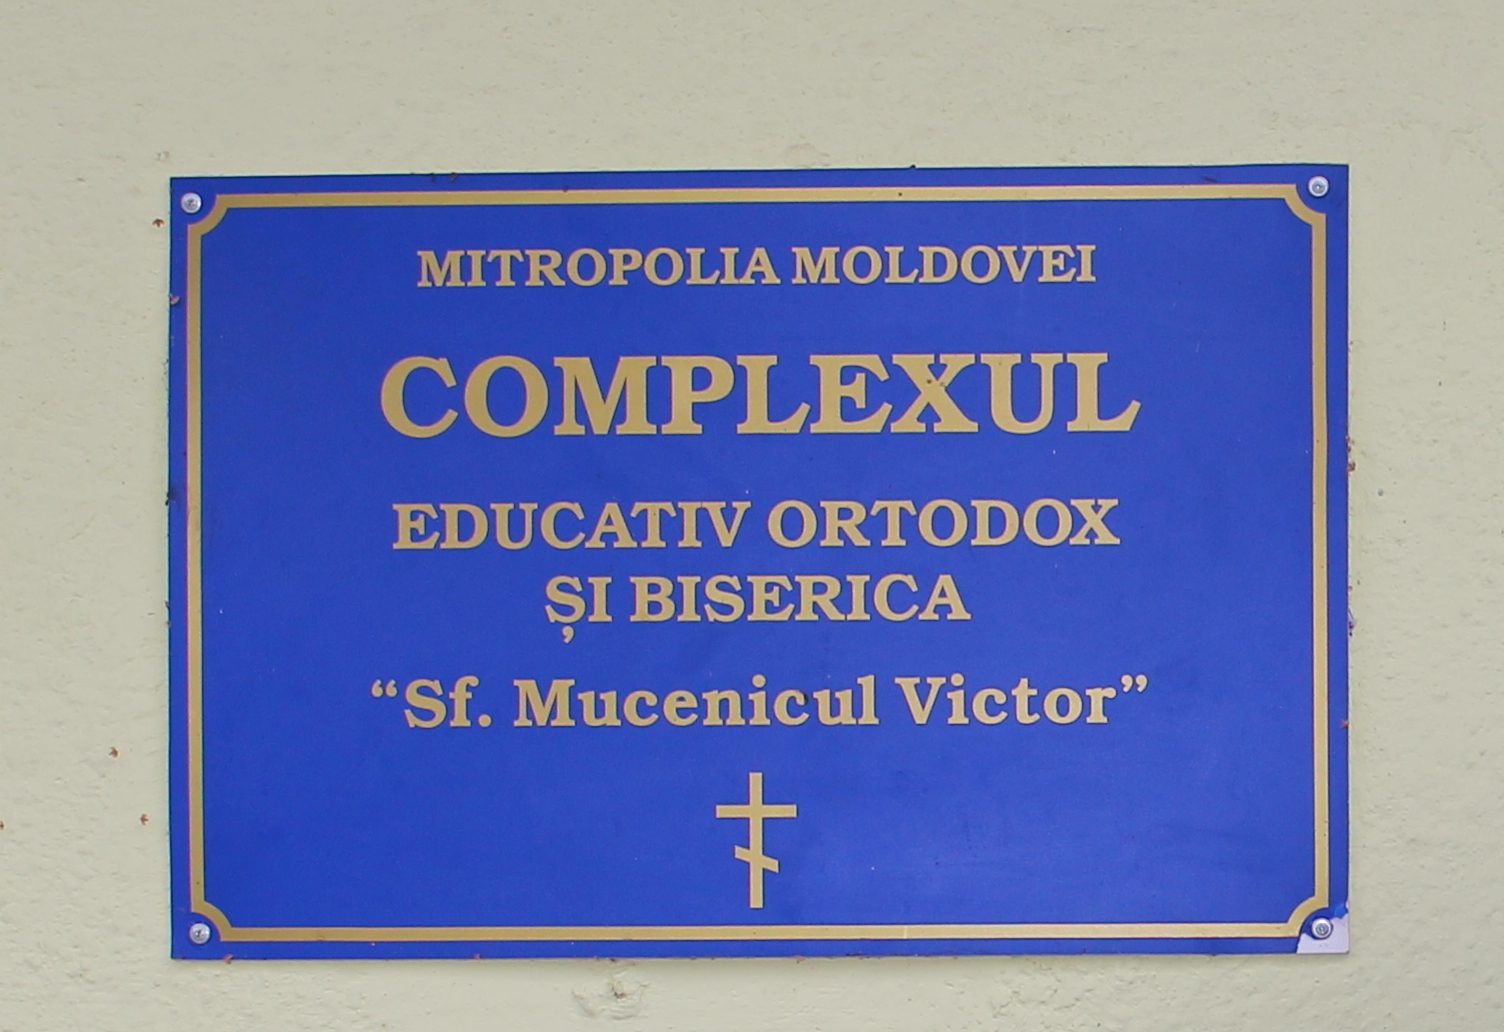 MITROPOLIA MOLDOVEI
COMPLEXUL
EDUCATIV ORTODOX
ȘI BISERICA
“Sf. Mucenicul Victor”